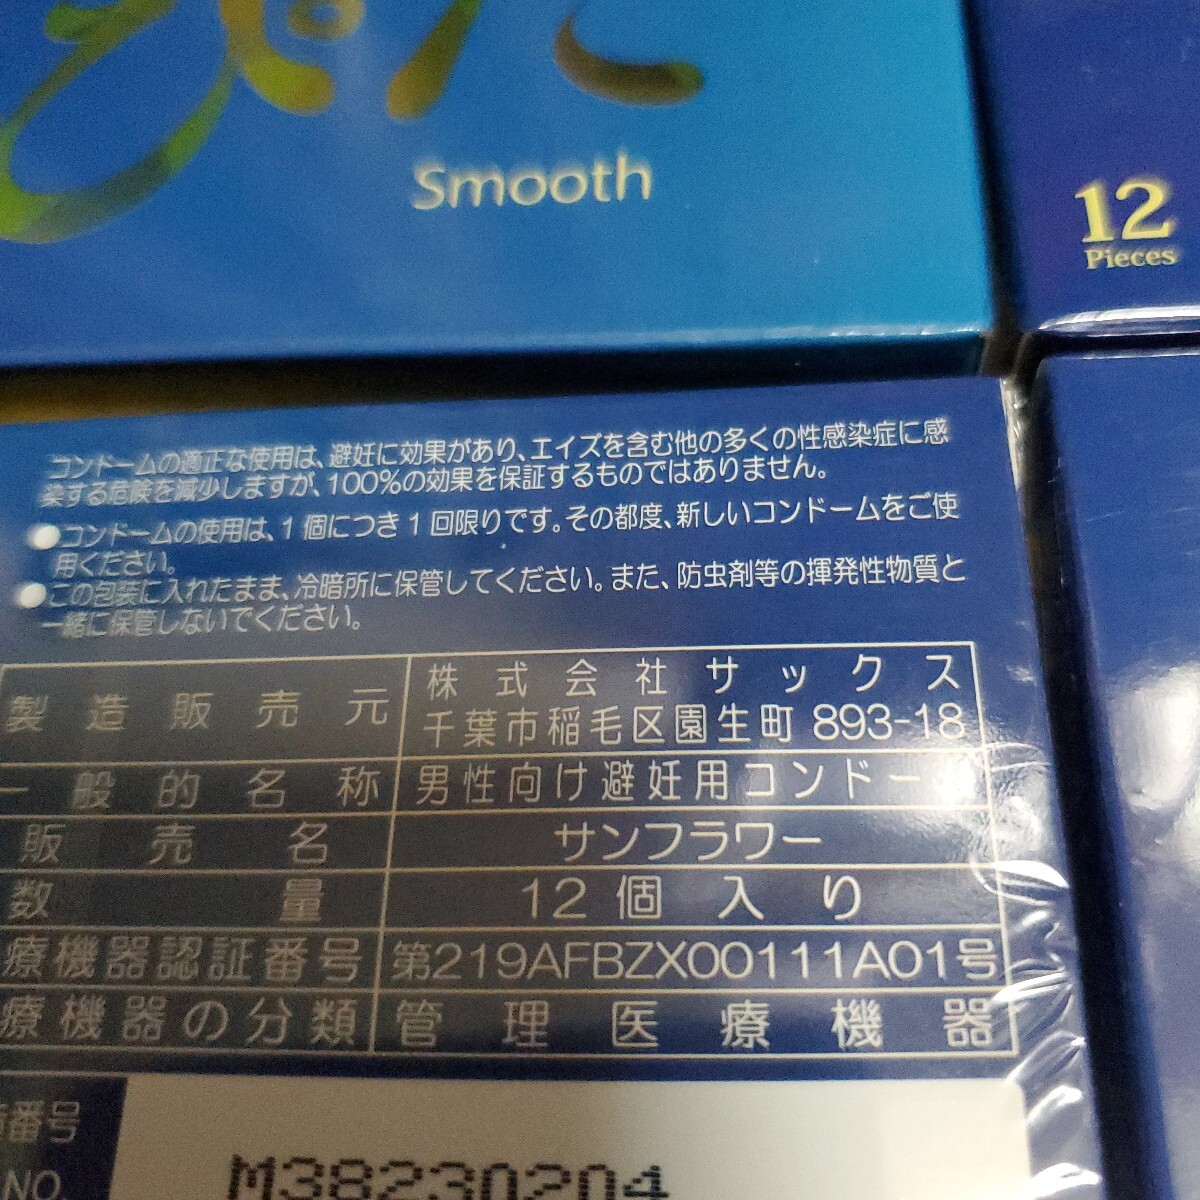 Smooth
12
Pieces
コンドームの適正な使用は、避妊に効果があり、エイズを含む他の多くの性感染症に感
染する危険を減少しますが、100%の効果を保証するものではありません。
●コンドームの使用は、1個につき1回限りです。その都度、新しいコンドームをご使
用ください。
●この包装に入れたまま、冷暗所に保管してください。また、防虫剤等の揮発性物質と
一緒に保管しないでください。
製造販売元 株式会社サックス
千葉市稲毛区園生町 893-18
一般的名称 男性向け避妊用コンドー
販売名 サンフラワー
数量 12個入り
療機器認証番号 第219AFBZX00111A01号
療機器の分類 管理医療機器
番号
NO. M38230204